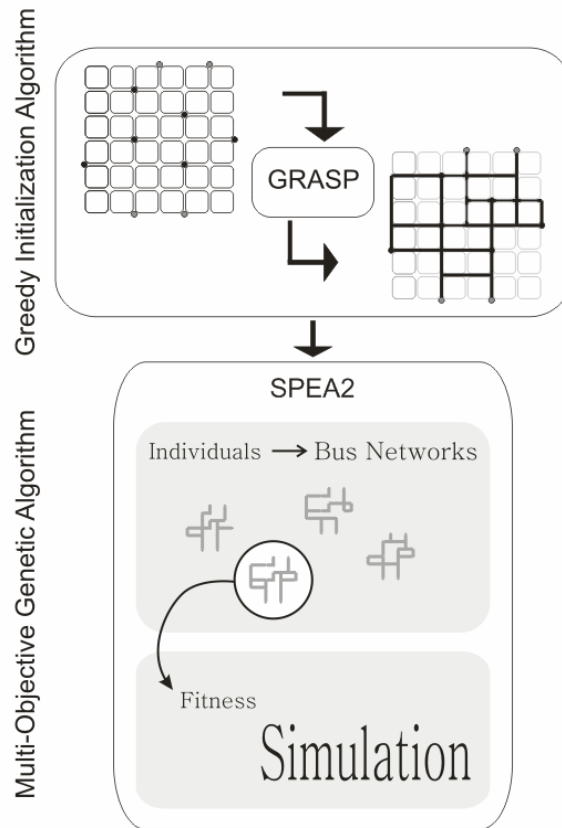 Greedy Initialization Algorithm
GRASP
Multi-Objective Genetic Algorithm
SPEA2
Individuals → Bus Networks
Fitness
Simulation